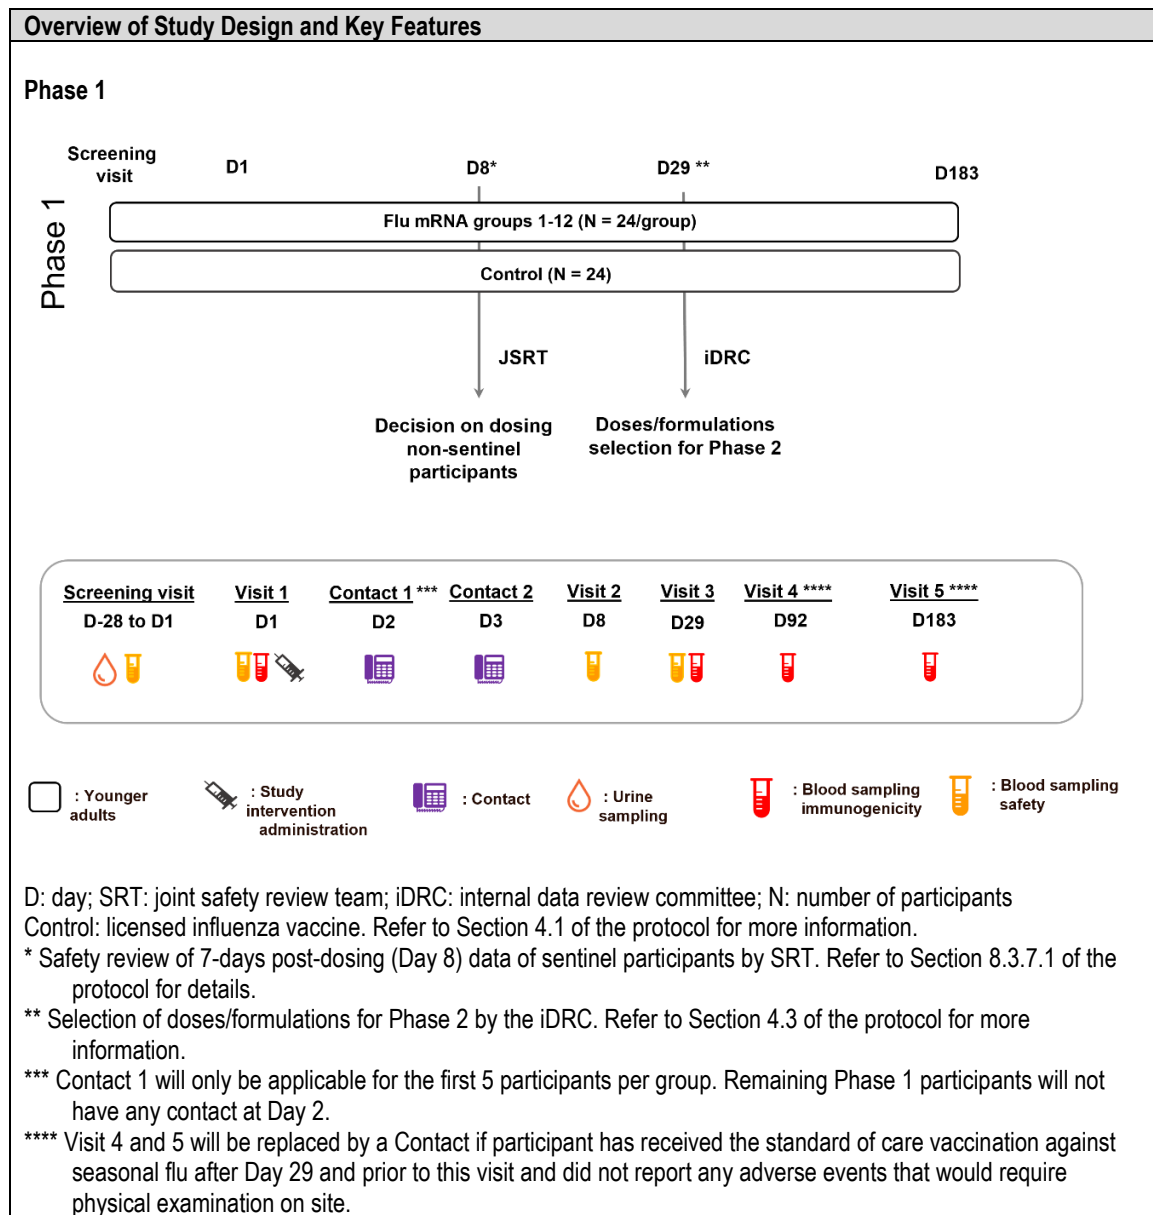 Overview of Study Design and Key Features
Phase 1
Screening visit
D1
D8*
D29 **
D183
Phase 1
Flu mRNA groups 1-12 (N = 24/group)
Control (N = 24)
JSRT
iDRC
Decision on dosing
non-sentinel
participants
Doses/formulations
selection for Phase 2
Screening visit
D-28 to D1
Visit 1
D1
Contact 1 ***
D2
Contact 2
D3
Visit 2
D8
Visit 3
D29
Visit 4 ****
D92
Visit 5 ****
D183
: Younger
adults
: Study
intervention
administration
: Contact
: Urine
sampling
: Blood sampling
immunogenicity
: Blood sampling
safety
D: day; SRT: joint safety review team; iDRC: internal data review committee; N: number of participants
Control: licensed influenza vaccine. Refer to Section 4.1 of the protocol for more information.
* Safety review of 7-days post-dosing (Day 8) data of sentinel participants by SRT. Refer to Section 8.3.7.1 of the
protocol for details.
** Selection of doses/formulations for Phase 2 by the iDRC. Refer to Section 4.3 of the protocol for more
information.
*** Contact 1 will only be applicable for the first 5 participants per group. Remaining Phase 1 participants will not
have any contact at Day 2.
**** Visit 4 and 5 will be replaced by a Contact if participant has received the standard of care vaccination against
seasonal flu after Day 29 and prior to this visit and did not report any adverse events that would require
physical examination on site.